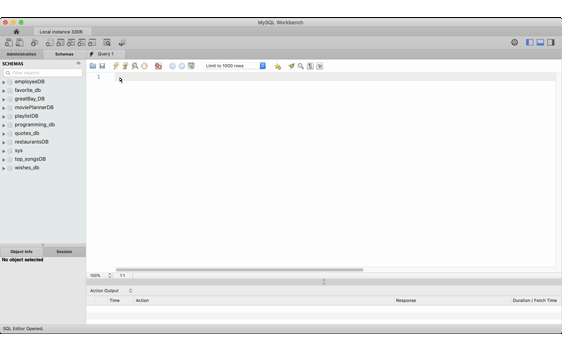 MySQL Workbench
Local instance 3306
Administration
Schemas
Query 1
SCHEMAS
Filter objects
Limit to 1000 rows
1
employeeDB
favorite_db
greatBay_DB
moviePlannerDB
playlistDB
programming_db
quotes_db
restaurantsDB
sys
top_songsDB
wishes_db
Object Info
Session
No object selected
100%
1:1
Action Output
Time
Action
Response
Duration / Fetch Time
SQL Editor Opened.